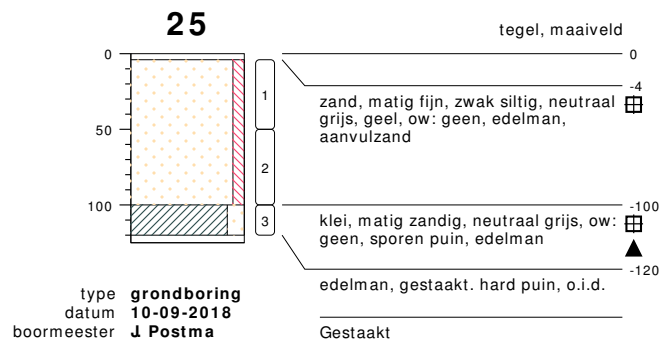 25
tegel, maaiveld
0
0
-4
1
zand, matig fijn, zwak siltig, neutraal
grijs, geel, ow: geen, edelman,
aanvulzand
50
2
100
-100
3
klei, matig zandig, neutraal grijs, ow:
geen, sporen puin, edelman
-120
edelman, gestaakt. hard puin, o.i.d.
type grondboring
datum 10-09-2018
boormeester J. Postma
Gestaakt